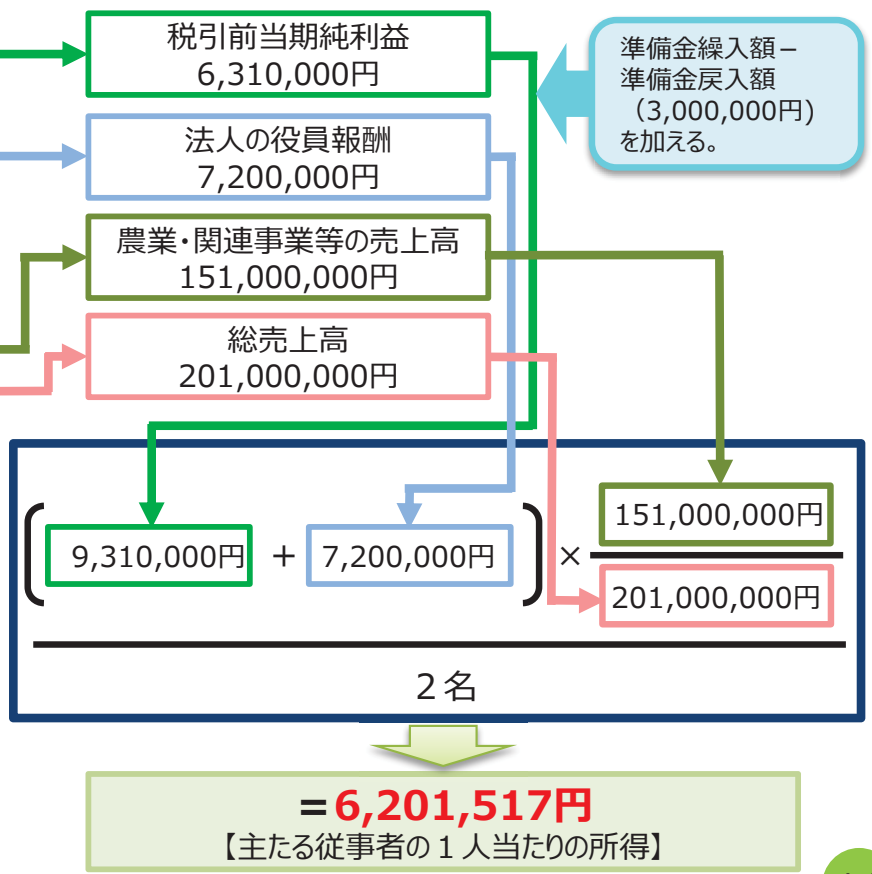 税引前当期純利益
6,310,000円
準備金繰入額－
準備金戻入額
（3,000,000円)
を加える。
法人の役員報酬
7,200,000円
農業・関連事業等の売上高
151,000,000円
総売上高
201,000,000円
9,310,000円 + 7,200,000円 × 151,000,000円
201,000,000円
２名
=6,201,517円
【主たる従事者の１人当たりの所得】